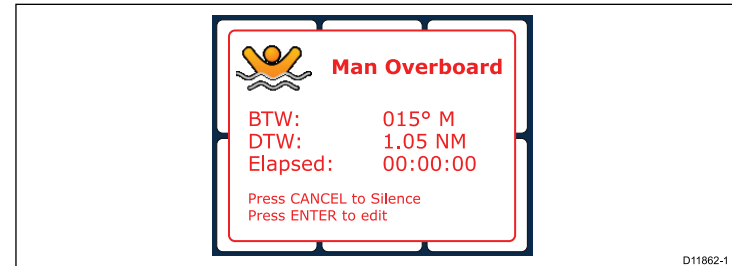 Man Overboard
BTW: 015° M
DTW: 1.05 NM
Elapsed: 00:00:00
Press CANCEL to Silence
Press ENTER to edit
D11862-1